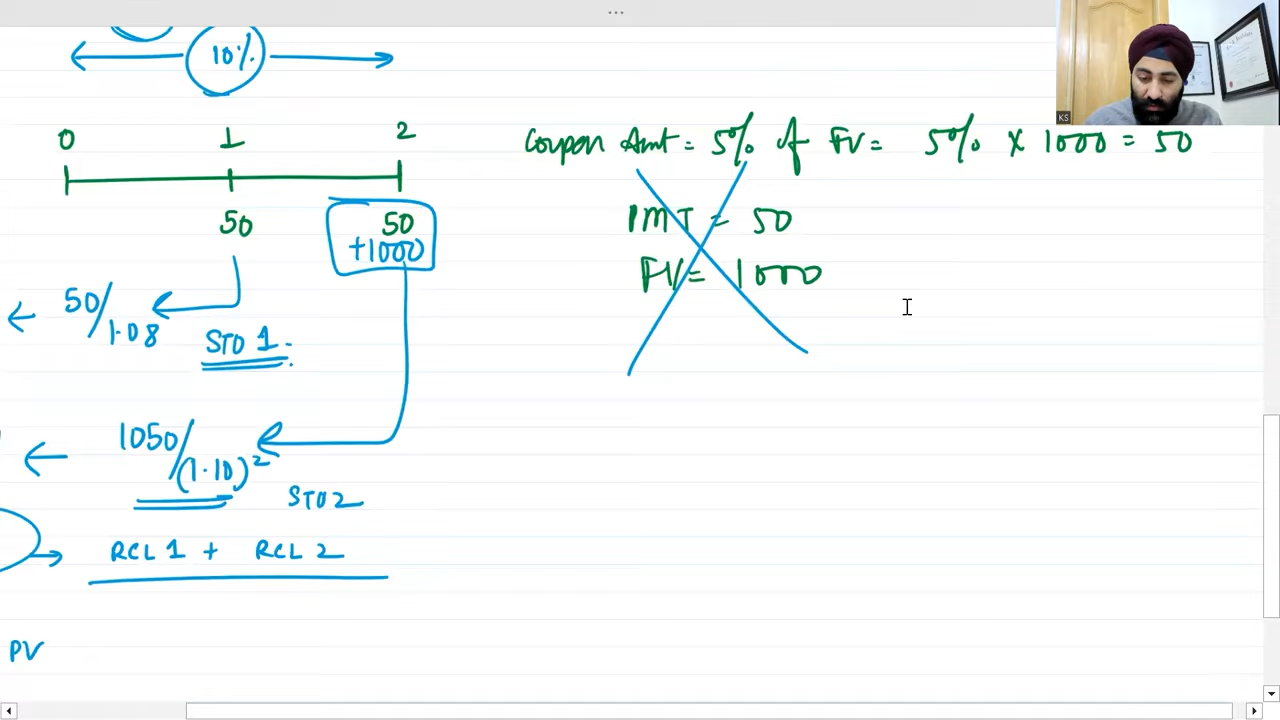 10%
0 1 2
Coupon Amt = 5% of FV = 5% × 1000 = 50
50 50
+1000
PMT = 50
FV = 1000
← 50/1.08
STO 1
← 1050/(1.10)²
STO 2
RCL 1 + RCL 2
PV
KS